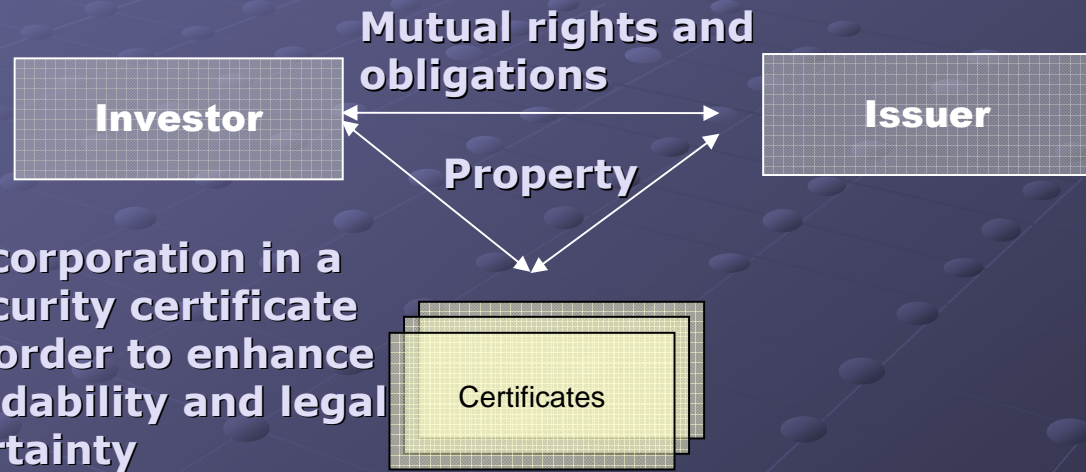 Mutual rights and
obligations
Investor
Issuer
Property
corporation in a
curity certificate
order to enhance
dability and legal
rtainty
Certificates